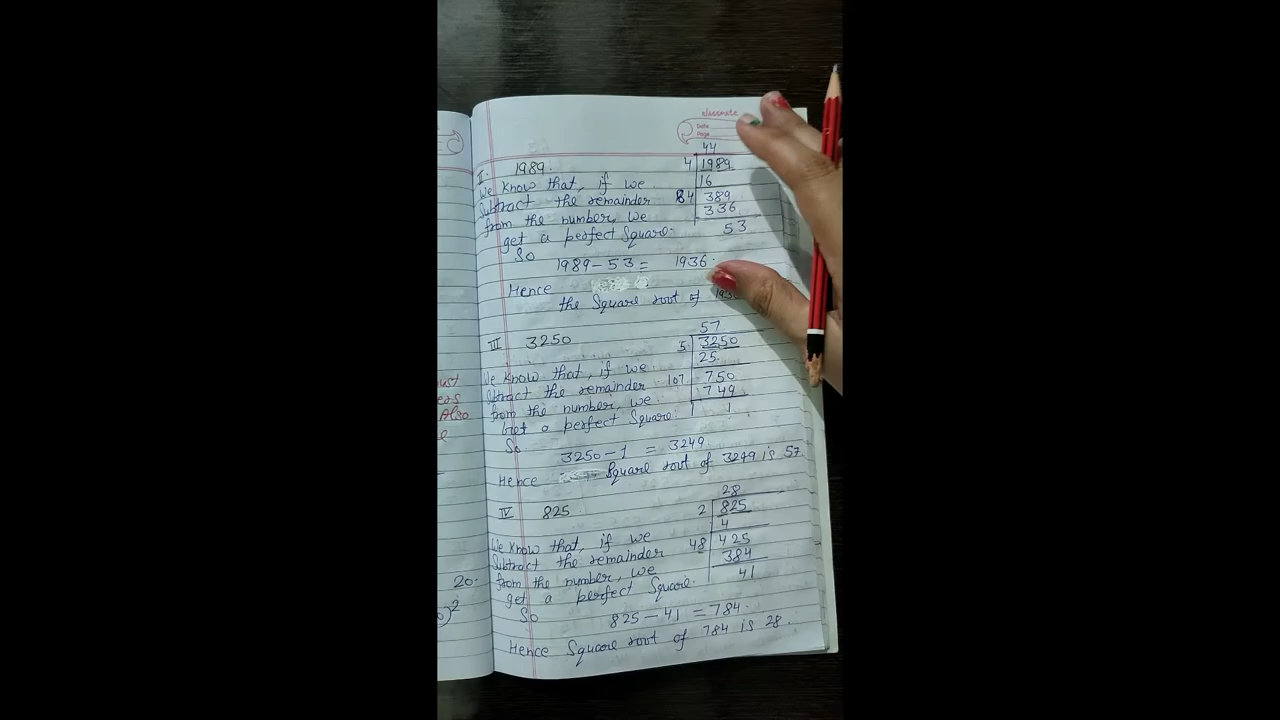 classmate
Date
Page
II. 1989.
We know that, if we
Subtract the remainder
from the number, we
get a perfect Square.
So
1989-53 = 1936.
Hence
the Square root of
44
4 1989
16
84 389
336
53
III 3250
We know that, if we
Subtract the remainder
from the number, we
get a perfect Square.
So
3250-1 = 3249
Hence Square root of 3249 is 57.
57
5 3250
25.
107 750
749
1
IV 825
We know that, if we
Subtract the remainder
from the number, we
get a perfect Square.
So
825-41 = 784.
Hence Square root of 784 is 28.
28
2 825
4
48 425
384
41
ust
ers
Also
e
20.
)²